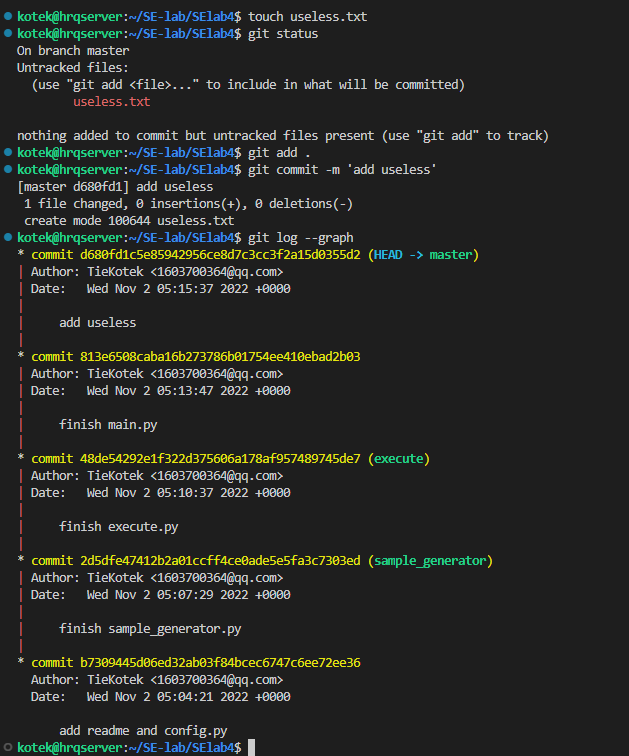 kotek@hrqserver:~/SE-lab/SElab4$ touch useless.txt
kotek@hrqserver:~/SE-lab/SElab4$ git status
On branch master
Untracked files:
  (use "git add <file>..." to include in what will be committed)
        useless.txt

nothing added to commit but untracked files present (use "git add" to track)
kotek@hrqserver:~/SE-lab/SElab4$ git add .
kotek@hrqserver:~/SE-lab/SElab4$ git commit -m 'add useless'
[master d680fd1] add useless
 1 file changed, 0 insertions(+), 0 deletions(-)
 create mode 100644 useless.txt
kotek@hrqserver:~/SE-lab/SElab4$ git log --graph
* commit d680fd1c5e85942956ce8d7c3cc3f2a15d0355d2 (HEAD -> master)
| Author: TieKotek <1603700364@qq.com>
| Date:   Wed Nov 2 05:15:37 2022 +0000
|
|     add useless
|
* commit 813e6508caba16b273786b01754ee410ebad2b03
| Author: TieKotek <1603700364@qq.com>
| Date:   Wed Nov 2 05:13:47 2022 +0000
|
|     finish main.py
|
* commit 48de54292e1f322d375606a178af957489745de7 (execute)
| Author: TieKotek <1603700364@qq.com>
| Date:   Wed Nov 2 05:10:37 2022 +0000
|
|     finish execute.py
|
* commit 2d5dfe47412b2a01ccff4ce0ade5e5fa3c7303ed (sample_generator)
| Author: TieKotek <1603700364@qq.com>
| Date:   Wed Nov 2 05:07:29 2022 +0000
|
|     finish sample_generator.py
|
* commit b7309445d06ed32ab03f84bcec6747c6ee72ee36
  Author: TieKotek <1603700364@qq.com>
  Date:   Wed Nov 2 05:04:21 2022 +0000

      add readme and config.py
kotek@hrqserver:~/SE-lab/SElab4$